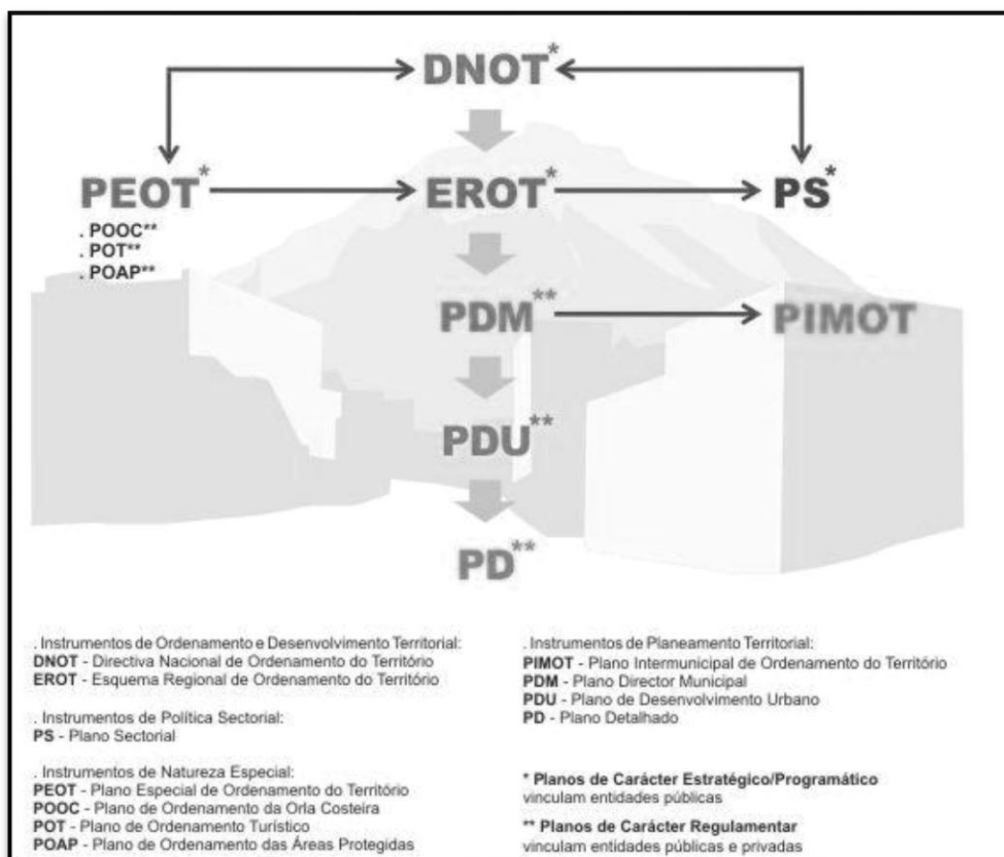 DNOT*
PEOT* EROT* PS*
. POOC**
. POT**
. POAP**
PDM** PIMOT
PDU**
PD**
. Instrumentos de Ordenamento e Desenvolvimento Territorial:
DNOT - Directiva Nacional de Ordenamento do Território
EROT - Esquema Regional de Ordenamento do Território
. Instrumentos de Política Sectorial:
PS - Plano Sectorial
. Instrumentos de Natureza Especial:
PEOT - Plano Especial de Ordenamento do Território
POOC - Plano de Ordenamento da Orla Costeira
POT - Plano de Ordenamento Turístico
POAP - Plano de Ordenamento das Áreas Protegidas
. Instrumentos de Planeamento Territorial:
PIMOT - Plano Intermunicipal de Ordenamento do Território
PDM - Plano Director Municipal
PDU - Plano de Desenvolvimento Urbano
PD - Plano Detalhado
* Planos de Carácter Estratégico/Programático
vinculam entidades públicas
** Planos de Carácter Regulamentar
vinculam entidades públicas e privadas